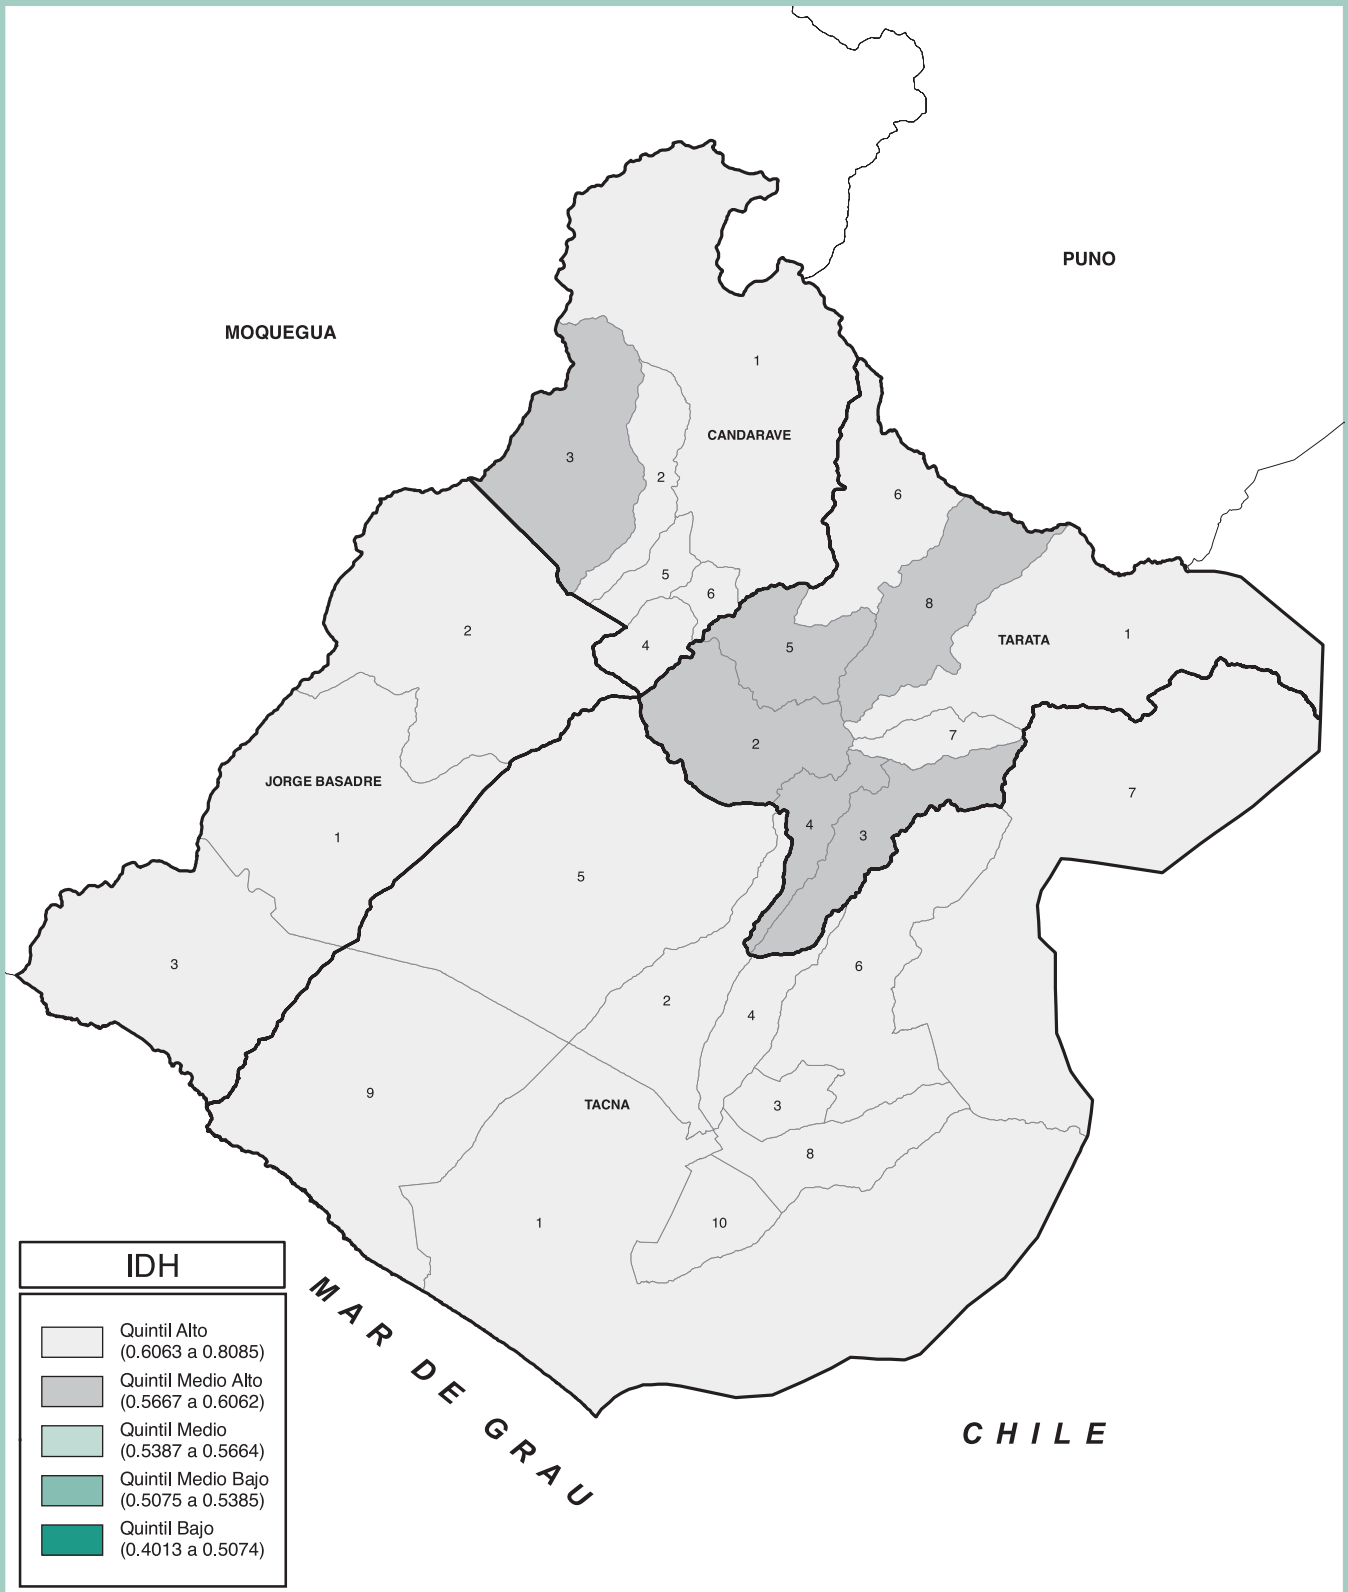 PUNO
MOQUEGUA
1
CANDARAVE
3
2
6
5
6
8
2
4
5
TARATA
1
2
7
JORGE BASADRE
7
1
4
3
5
3
6
2
4
9
TACNA
3
8
1
10
IDH
Quintil Alto
(0.6063 a 0.8085)
Quintil Medio Alto
(0.5667 a 0.6062)
Quintil Medio
(0.5387 a 0.5664)
Quintil Medio Bajo
(0.5075 a 0.5385)
Quintil Bajo
(0.4013 a 0.5074)
MAR DE GRAU
CHILE